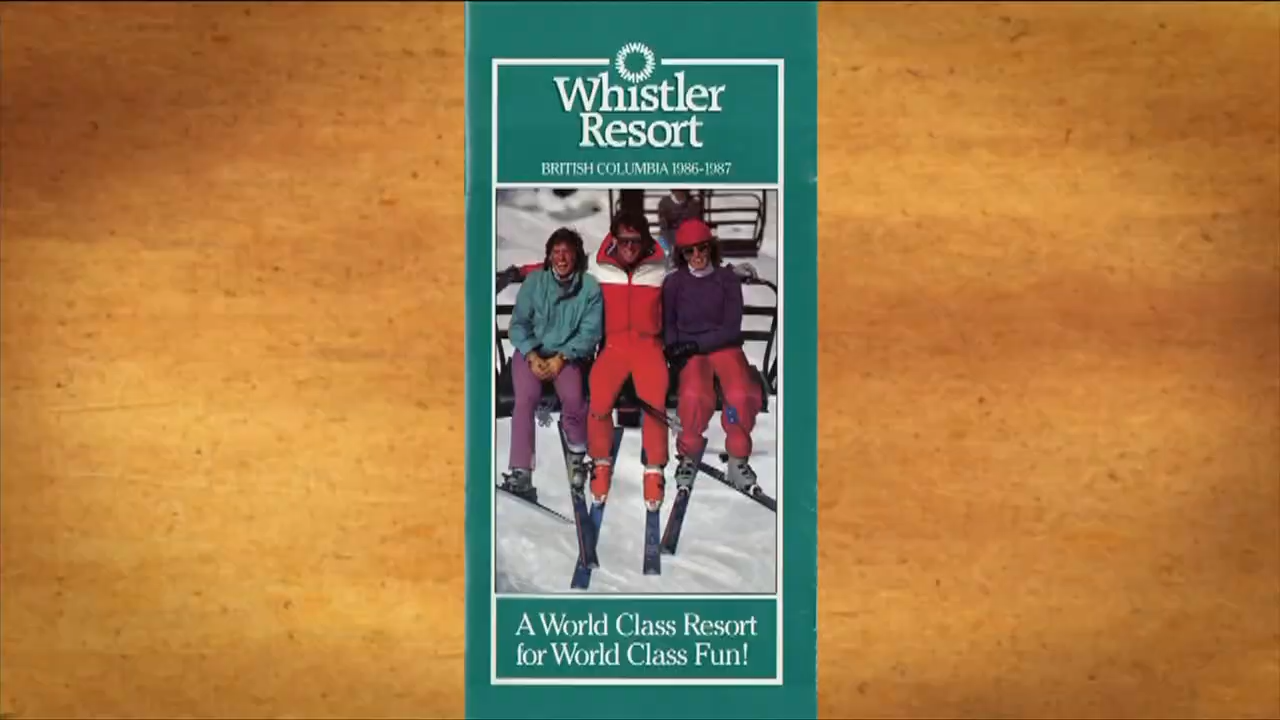 Whistler
Resort
BRITISH COLUMBIA 1986-1987
A World Class Resort
for World Class Fun!